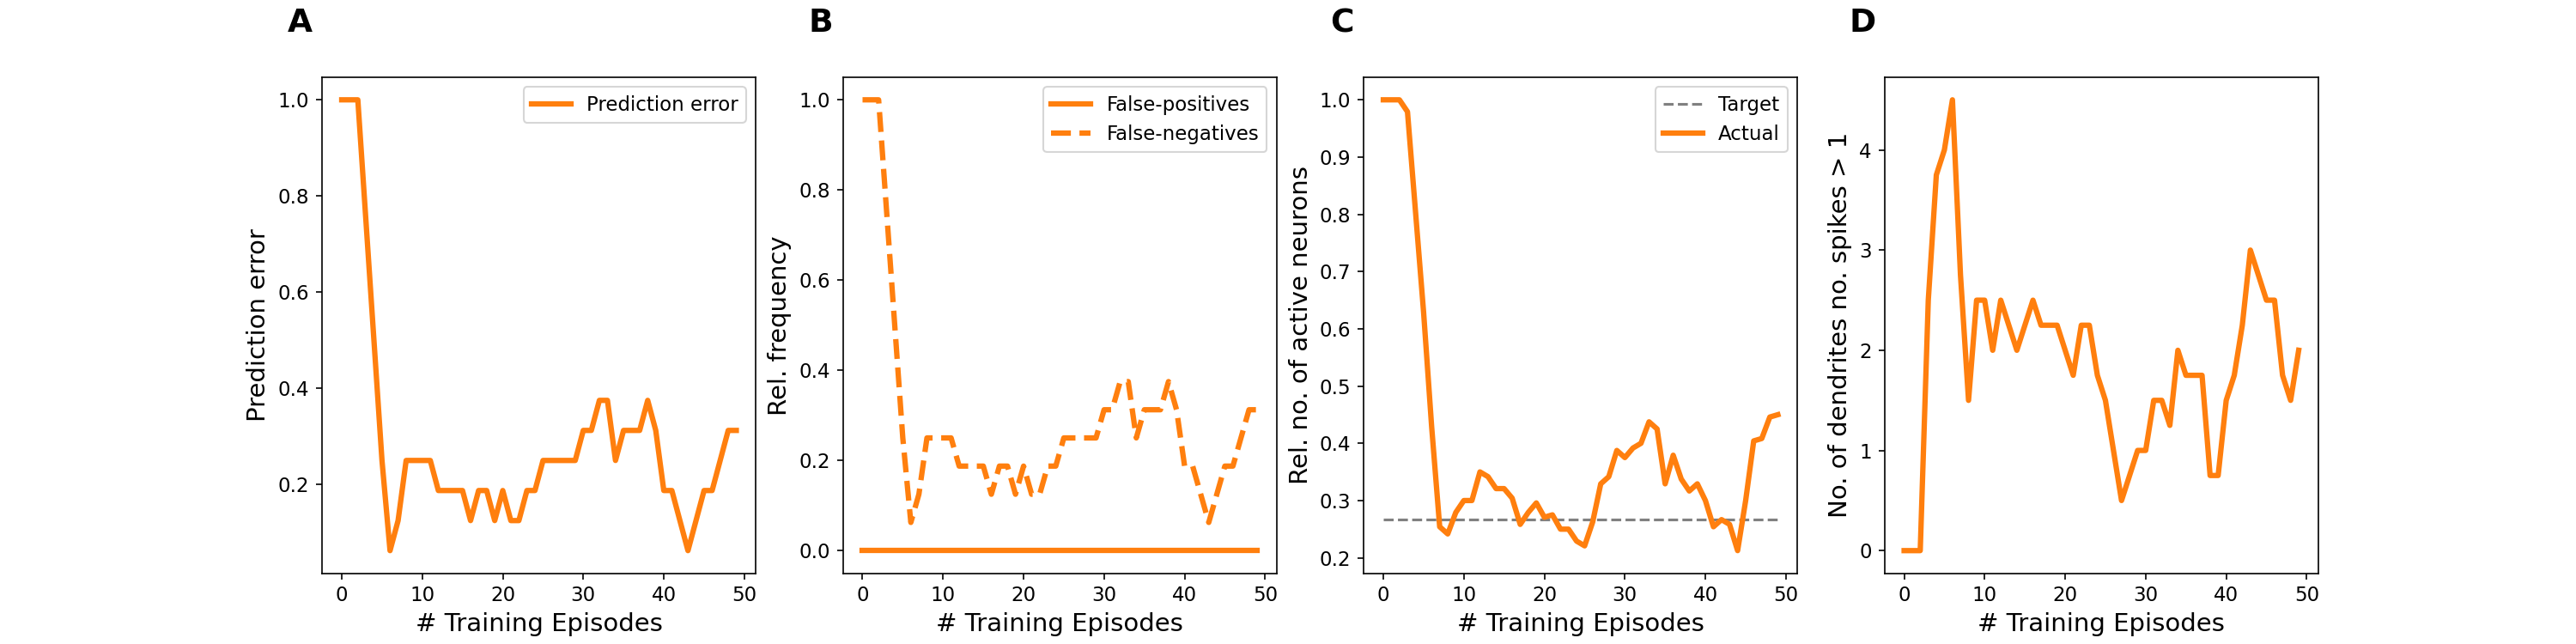 A
Prediction error
1.0
0.8
0.6
0.4
0.2
0 10 20 30 40 50
# Training Episodes
Prediction error
B
False-positives
False-negatives
1.0
0.8
0.6
0.4
0.2
0.0
0 10 20 30 40 50
# Training Episodes
Rel. frequency
C
Target
Actual
1.0
0.9
0.8
0.7
0.6
0.5
0.4
0.3
0.2
0 10 20 30 40 50
# Training Episodes
Rel. no. of active neurons
D
4
3
2
1
0
0 10 20 30 40 50
# Training Episodes
No. of dendrites no. spikes > 1